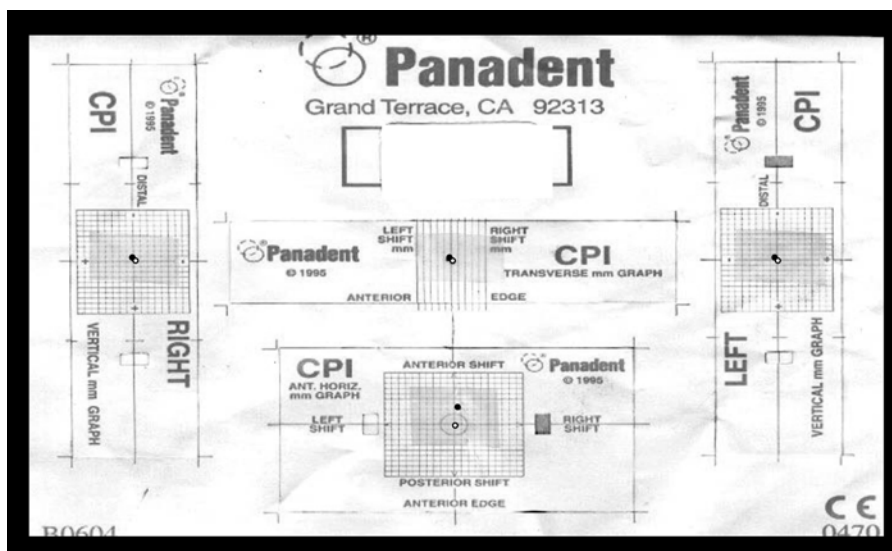 Panadent®
Grand Terrace, CA 92313
CPI
Panadent
© 1995
DISTAL
RIGHT
VERTICAL mm GRAPH
LEFT
SHIFT
mm
RIGHT
SHIFT
mm
Panadent®
© 1995
CPI
TRANSVERSE mm GRAPH
ANTERIOR
EDGE
CPI
ANT. HORIZ.
mm GRAPH
ANTERIOR SHIFT
Panadent
© 1995
LEFT
SHIFT
RIGHT
SHIFT
POSTERIOR SHIFT
ANTERIOR EDGE
Panadent
© 1995
CPI
DISTAL
LEFT
VERTICAL mm GRAPH
B0604
CE
0470